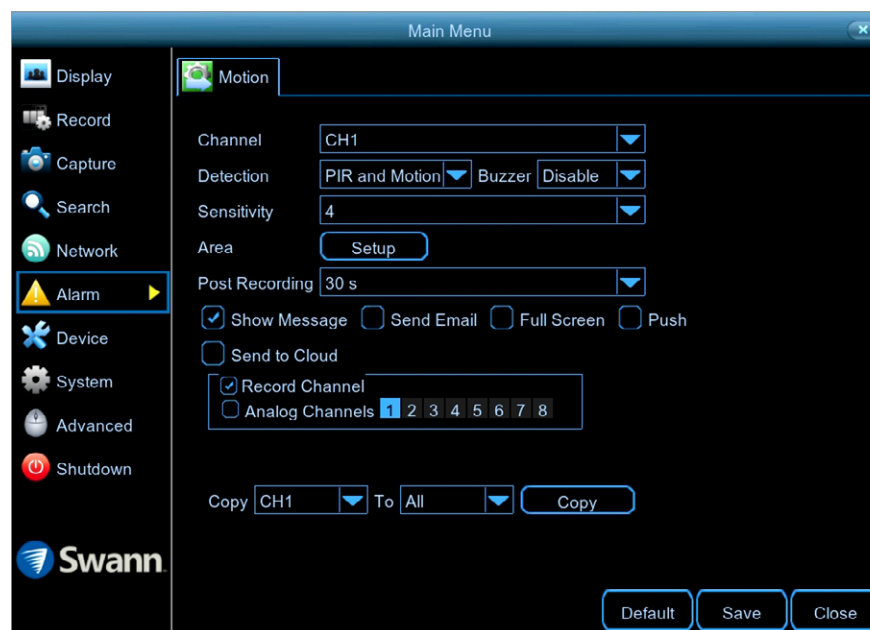 Main Menu
Display
Record
Capture
Search
Network
Alarm
Device
System
Advanced
Shutdown
Swann
Motion
Channel CH1
Detection PIR and Motion Buzzer Disable
Sensitivity 4
Area Setup
Post Recording 30 s
Show Message Send Email Full Screen Push
Send to Cloud
Record Channel
Analog Channels 1 2 3 4 5 6 7 8
Copy CH1 To All Copy
Default Save Close